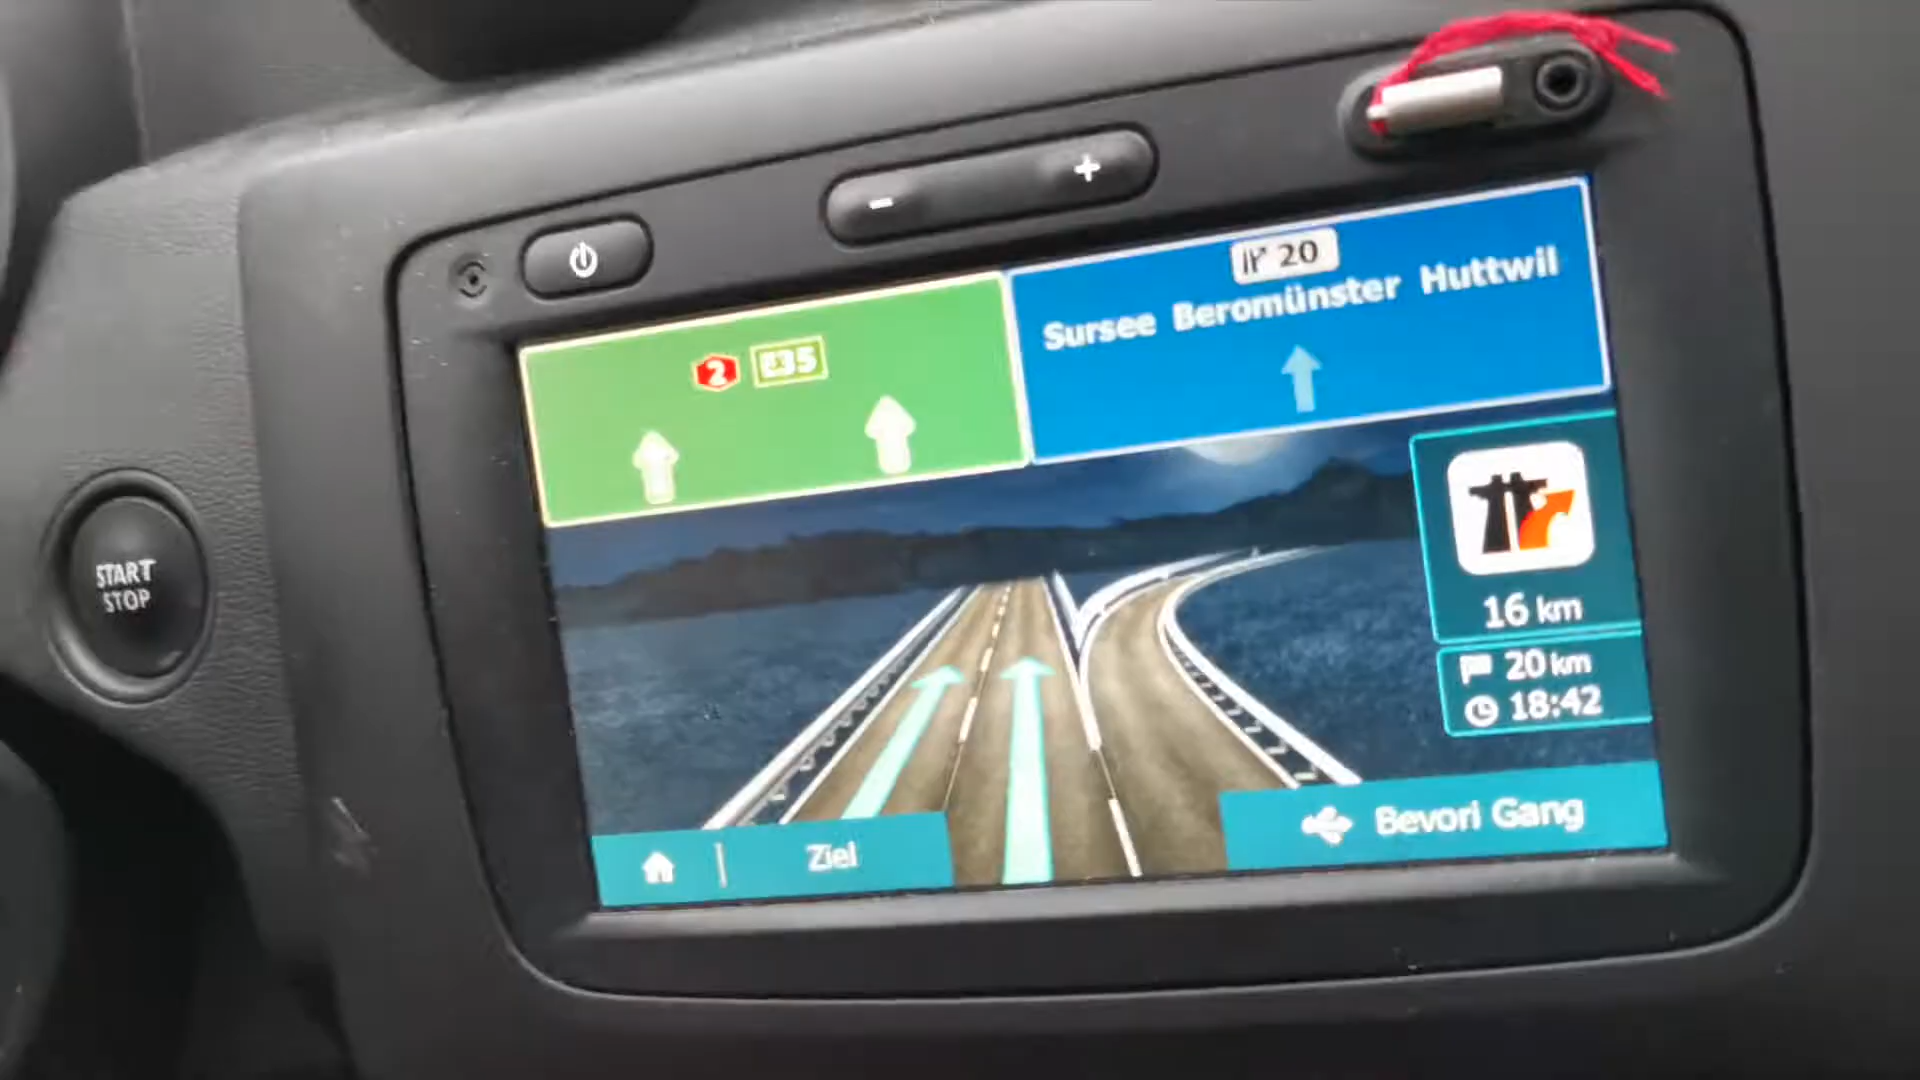 START
STOP
-
+
2 E35
20
Sursee Beromünster Huttwil
16 km
20 km
18:42
Ziel
Bevori Gang